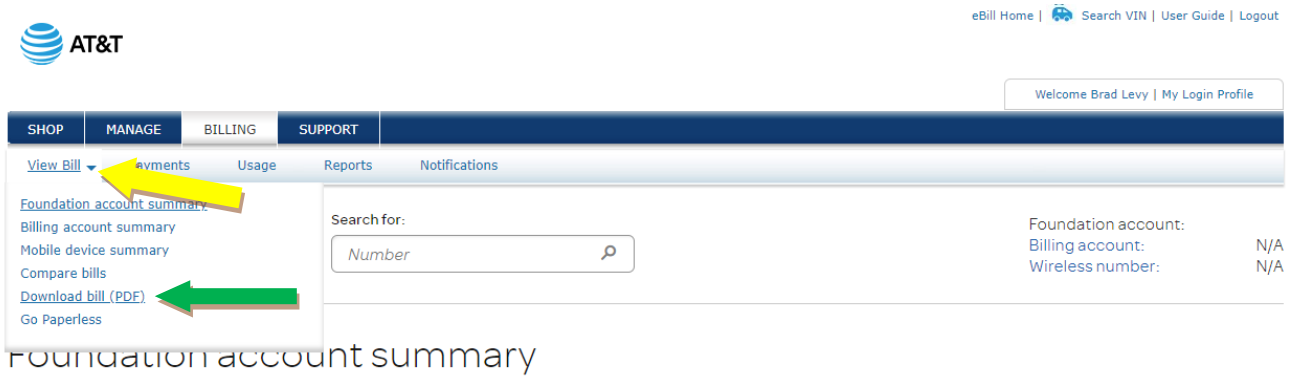 eBill Home | Search VIN | User Guide | Logout
AT&T
Welcome Brad Levy | My Login Profile
SHOP MANAGE BILLING SUPPORT
View Bill Payments Usage Reports Notifications
Foundation account summary
Billing account summary
Mobile device summary
Compare bills
Download bill (PDF)
Go Paperless
Search for:
Number
Foundation account:
Billing account: N/A
Wireless number: N/A
Foundation account summary